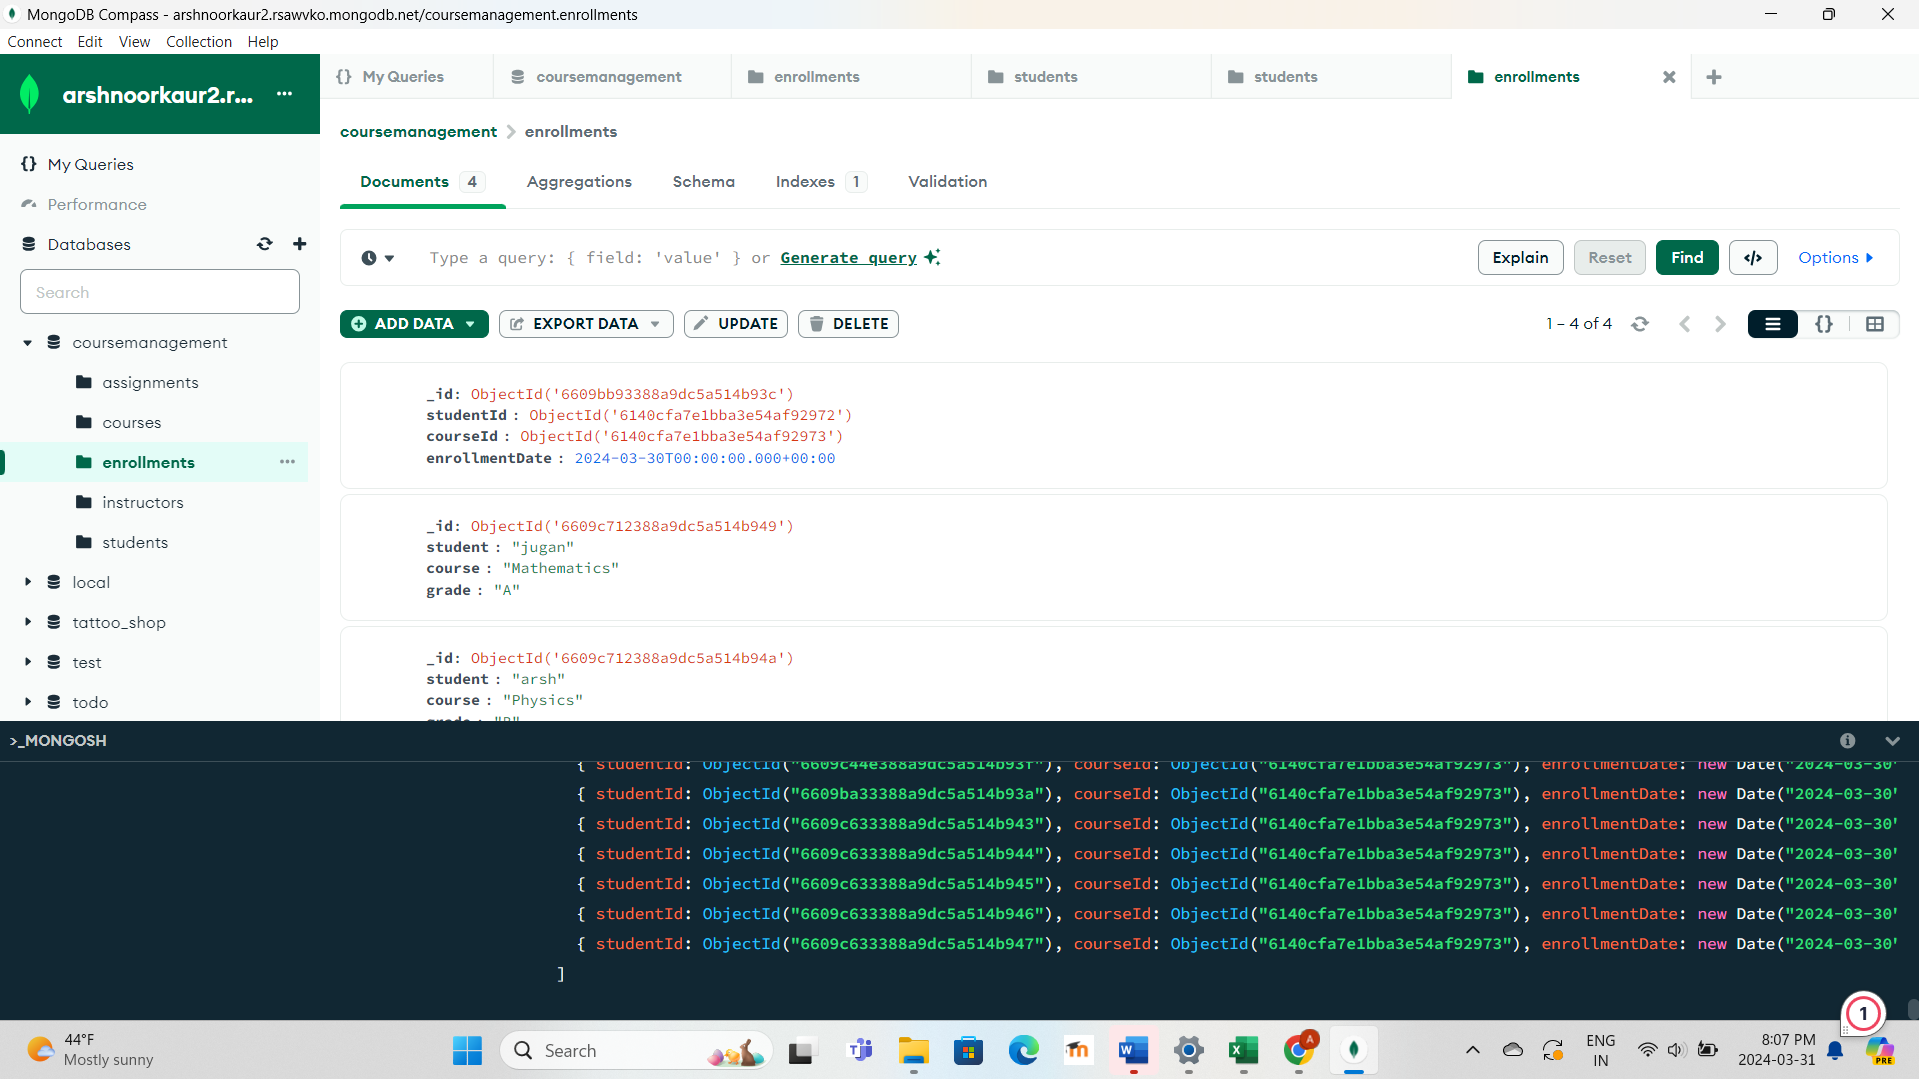 MongoDB Compass - arshnoorkaur2.rsawvko.mongodb.net/coursemanagement.enrollments
Connect Edit View Collection Help
arshnoorkaur2.r... ...
My Queries
Performance
Databases
Search
coursemanagement
assignments
courses
enrollments
instructors
students
local
tattoo_shop
test
todo
{} My Queries coursemanagement enrollments students students enrollments
coursemanagement > enrollments
Documents 4 Aggregations Schema Indexes 1 Validation
Type a query: { field: 'value' } or Generate query Explain Reset Find </> Options
ADD DATA EXPORT DATA UPDATE DELETE 1 – 4 of 4 {}
_id: ObjectId('6609bb93388a9dc5a514b93c')
studentId : ObjectId('6140cfa7e1bba3e54af92972')
courseId : ObjectId('6140cfa7e1bba3e54af92973')
enrollmentDate : 2024-03-30T00:00:00.000+00:00
_id: ObjectId('6609c712388a9dc5a514b949')
student : "jugan"
course : "Mathematics"
grade : "A"
_id: ObjectId('6609c712388a9dc5a514b94a')
student : "arsh"
course : "Physics"
grade : "B"
>_MONGOSH
{ studentId: ObjectId("6609c44e388a9dc5a514b93f"), courseId: ObjectId("6140cfa7e1bba3e54af92973"), enrollmentDate: new Date("2024-03-30"
{ studentId: ObjectId("6609ba33388a9dc5a514b93a"), courseId: ObjectId("6140cfa7e1bba3e54af92973"), enrollmentDate: new Date("2024-03-30"
{ studentId: ObjectId("6609c633388a9dc5a514b943"), courseId: ObjectId("6140cfa7e1bba3e54af92973"), enrollmentDate: new Date("2024-03-30"
{ studentId: ObjectId("6609c633388a9dc5a514b944"), courseId: ObjectId("6140cfa7e1bba3e54af92973"), enrollmentDate: new Date("2024-03-30"
{ studentId: ObjectId("6609c633388a9dc5a514b945"), courseId: ObjectId("6140cfa7e1bba3e54af92973"), enrollmentDate: new Date("2024-03-30"
{ studentId: ObjectId("6609c633388a9dc5a514b946"), courseId: ObjectId("6140cfa7e1bba3e54af92973"), enrollmentDate: new Date("2024-03-30"
{ studentId: ObjectId("6609c633388a9dc5a514b947"), courseId: ObjectId("6140cfa7e1bba3e54af92973"), enrollmentDate: new Date("2024-03-30"
]
1
44°F
Mostly sunny
Search
ENG
IN
8:07 PM
2024-03-31
PRE